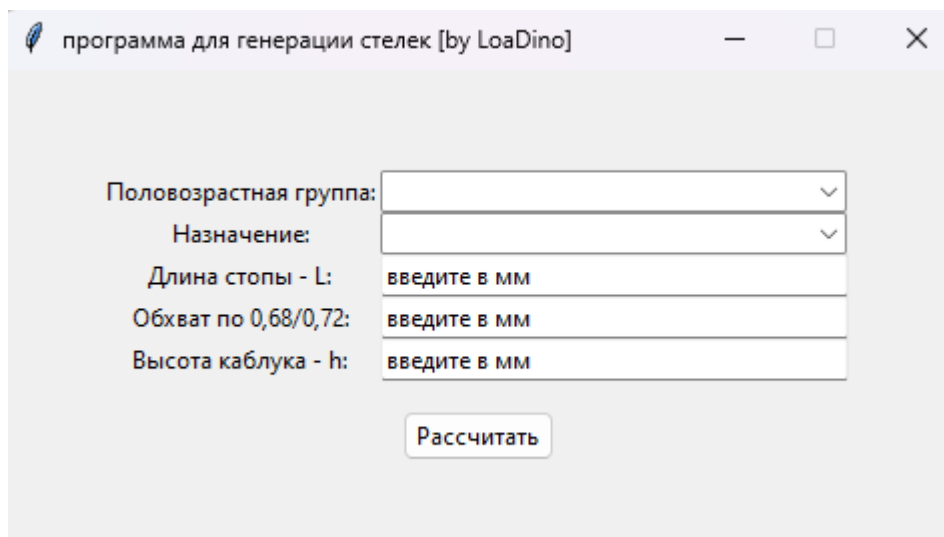 программа для генерации стелек [by LoaDino]
Половозрастная группа:
Назначение:
Длина стопы - L: введите в мм
Обхват по 0,68/0,72: введите в мм
Высота каблука - h: введите в мм
Рассчитать